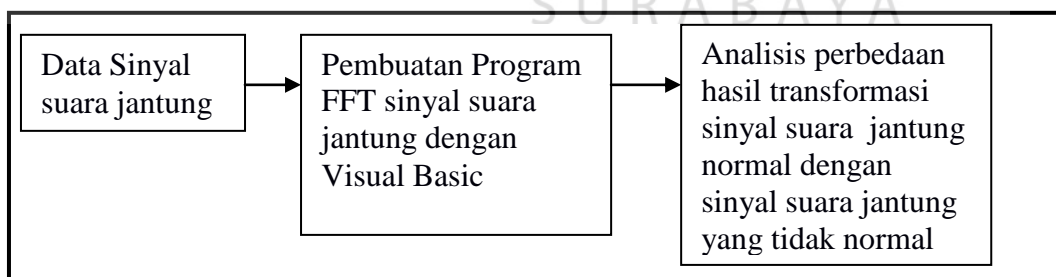 SURABAYA
Data Sinyal
suara jantung
Pembuatan Program
FFT sinyal suara
jantung dengan
Visual Basic
Analisis perbedaan
hasil transformasi
sinyal suara jantung
normal dengan
sinyal suara jantung
yang tidak normal